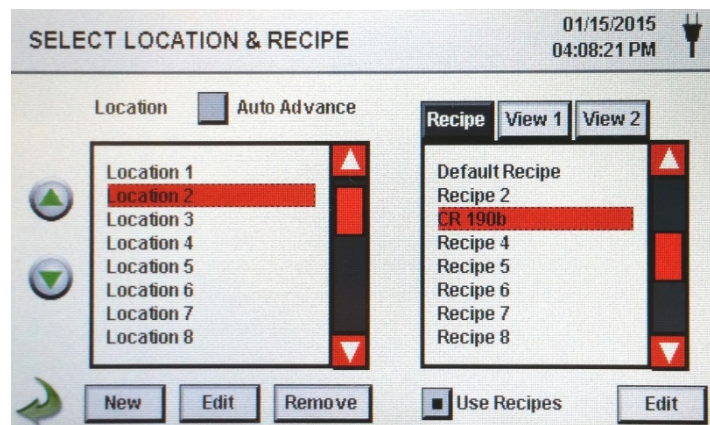 SELECT LOCATION & RECIPE
01/15/2015
04:08:21 PM
Location
Auto Advance
Recipe
View 1
View 2
Location 1
Location 2
Location 3
Location 4
Location 5
Location 6
Location 7
Location 8
Default Recipe
Recipe 2
CR 190b
Recipe 4
Recipe 5
Recipe 6
Recipe 7
Recipe 8
New
Edit
Remove
Use Recipes
Edit